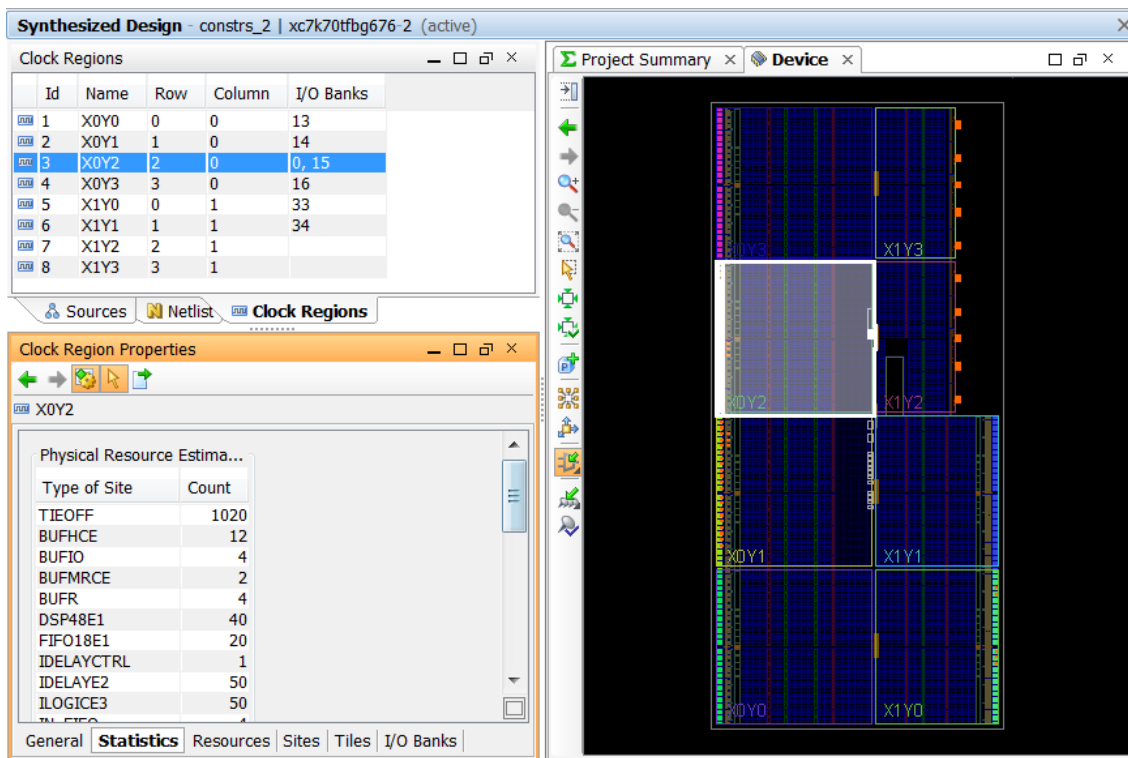 Synthesized Design - constrs_2 | xc7k70tfbg676-2 (active)
Clock Regions
Id Name Row Column I/O Banks
1 X0Y0 0 0 13
2 X0Y1 1 0 14
3 X0Y2 2 0 0, 15
4 X0Y3 3 0 16
5 X1Y0 0 1 33
6 X1Y1 1 1 34
7 X1Y2 2 1
8 X1Y3 3 1
Sources Netlist Clock Regions
Clock Region Properties
X0Y2
Physical Resource Estima...
Type of Site Count
TIEOFF 1020
BUFHCE 12
BUFIO 4
BUFMRCE 2
BUFR 4
DSP48E1 40
FIFO18E1 20
IDELAYCTRL 1
IDELAYE2 50
ILOGICE3 50
IN_FIFO 4
General Statistics Resources Sites Tiles I/O Banks
Project Summary Device
X0Y3 X1Y3
X0Y2 X1Y2
X0Y1 X1Y1
X0Y0 X1Y0